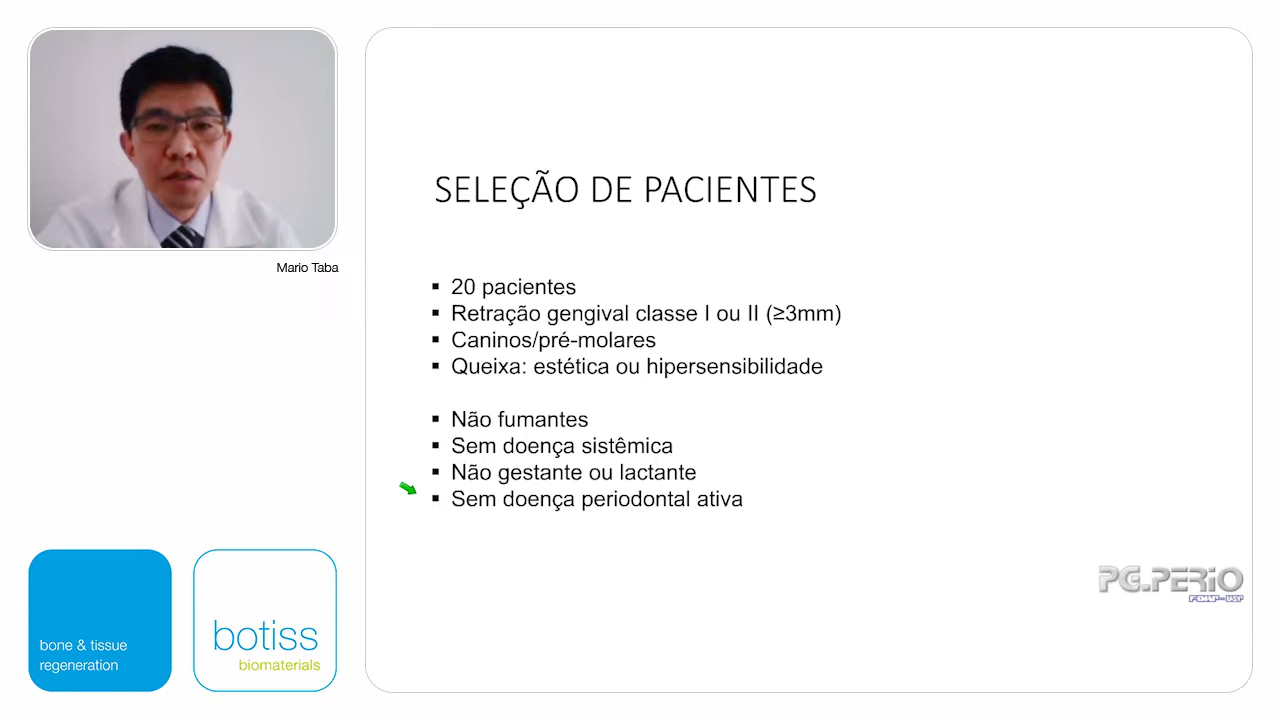 Mario Taba
SELEÇÃO DE PACIENTES
20 pacientes
Retração gengival classe I ou II (≥3mm)
Caninos/pré-molares
Queixa: estética ou hipersensibilidade
Não fumantes
Sem doença sistêmica
Não gestante ou lactante
Sem doença periodontal ativa
PG.PERIO
FORP-USP
bone & tissue
regeneration
botiss
biomaterials